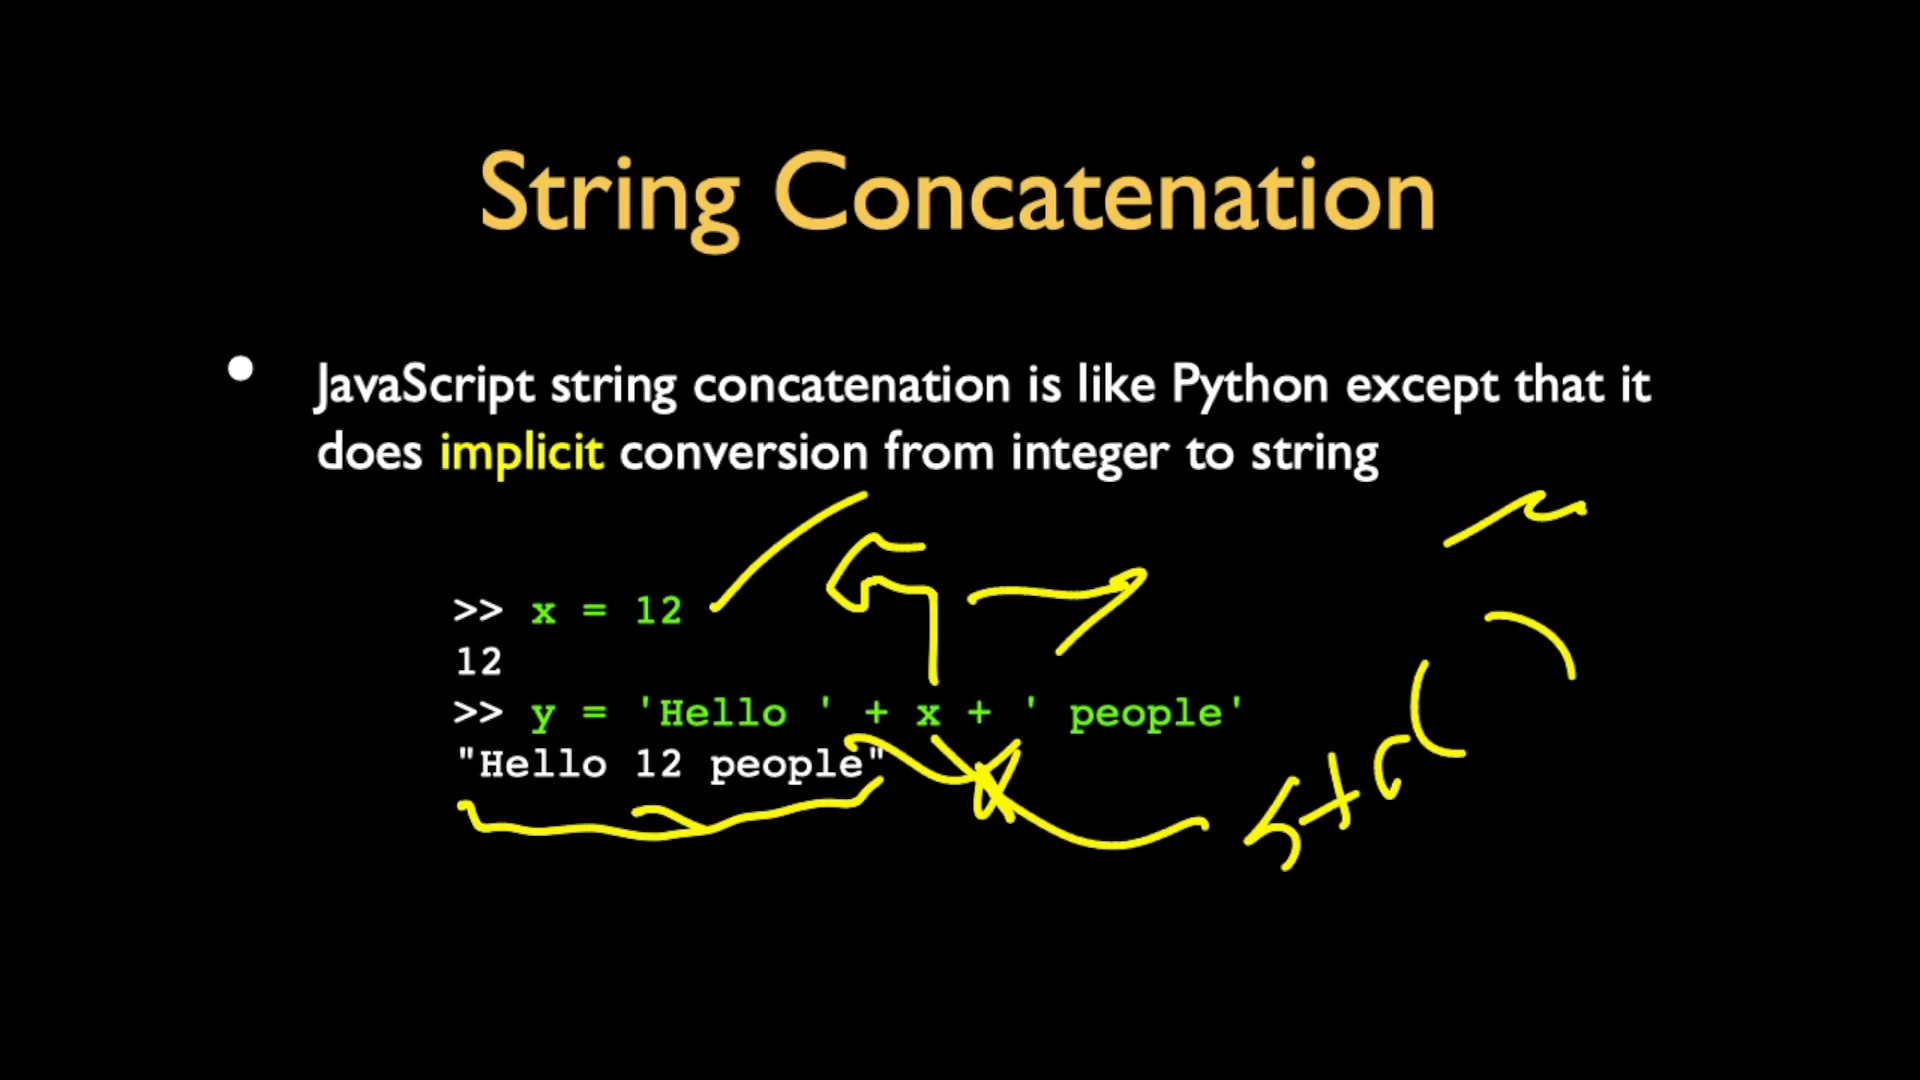 String Concatenation
• JavaScript string concatenation is like Python except that it
does implicit conversion from integer to string
>> x = 12
12
>> y = 'Hello ' + x + ' people'
"Hello 12 people"
str(
)